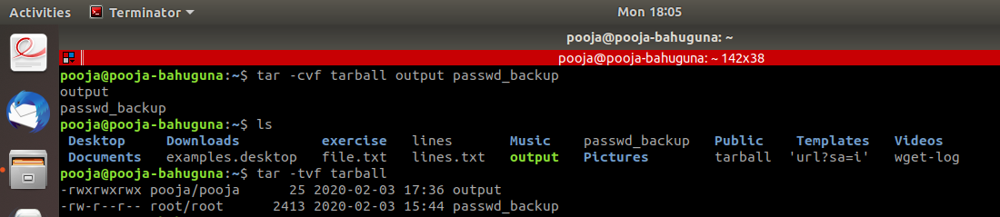 Activities Terminator Mon 18:05
pooja@pooja-bahuguna: ~
pooja@pooja-bahuguna: ~ 142x38
pooja@pooja-bahuguna:~$ tar -cvf tarball output passwd_backup
output
passwd_backup
pooja@pooja-bahuguna:~$ ls
Desktop Downloads exercise lines Music passwd_backup Public Templates Videos
Documents examples.desktop file.txt lines.txt output Pictures tarball 'url?sa=i' wget-log
pooja@pooja-bahuguna:~$ tar -tvf tarball
-rwxrwxrwx pooja/pooja 25 2020-02-03 17:36 output
-rw-r--r-- root/root 2413 2020-02-03 15:44 passwd_backup